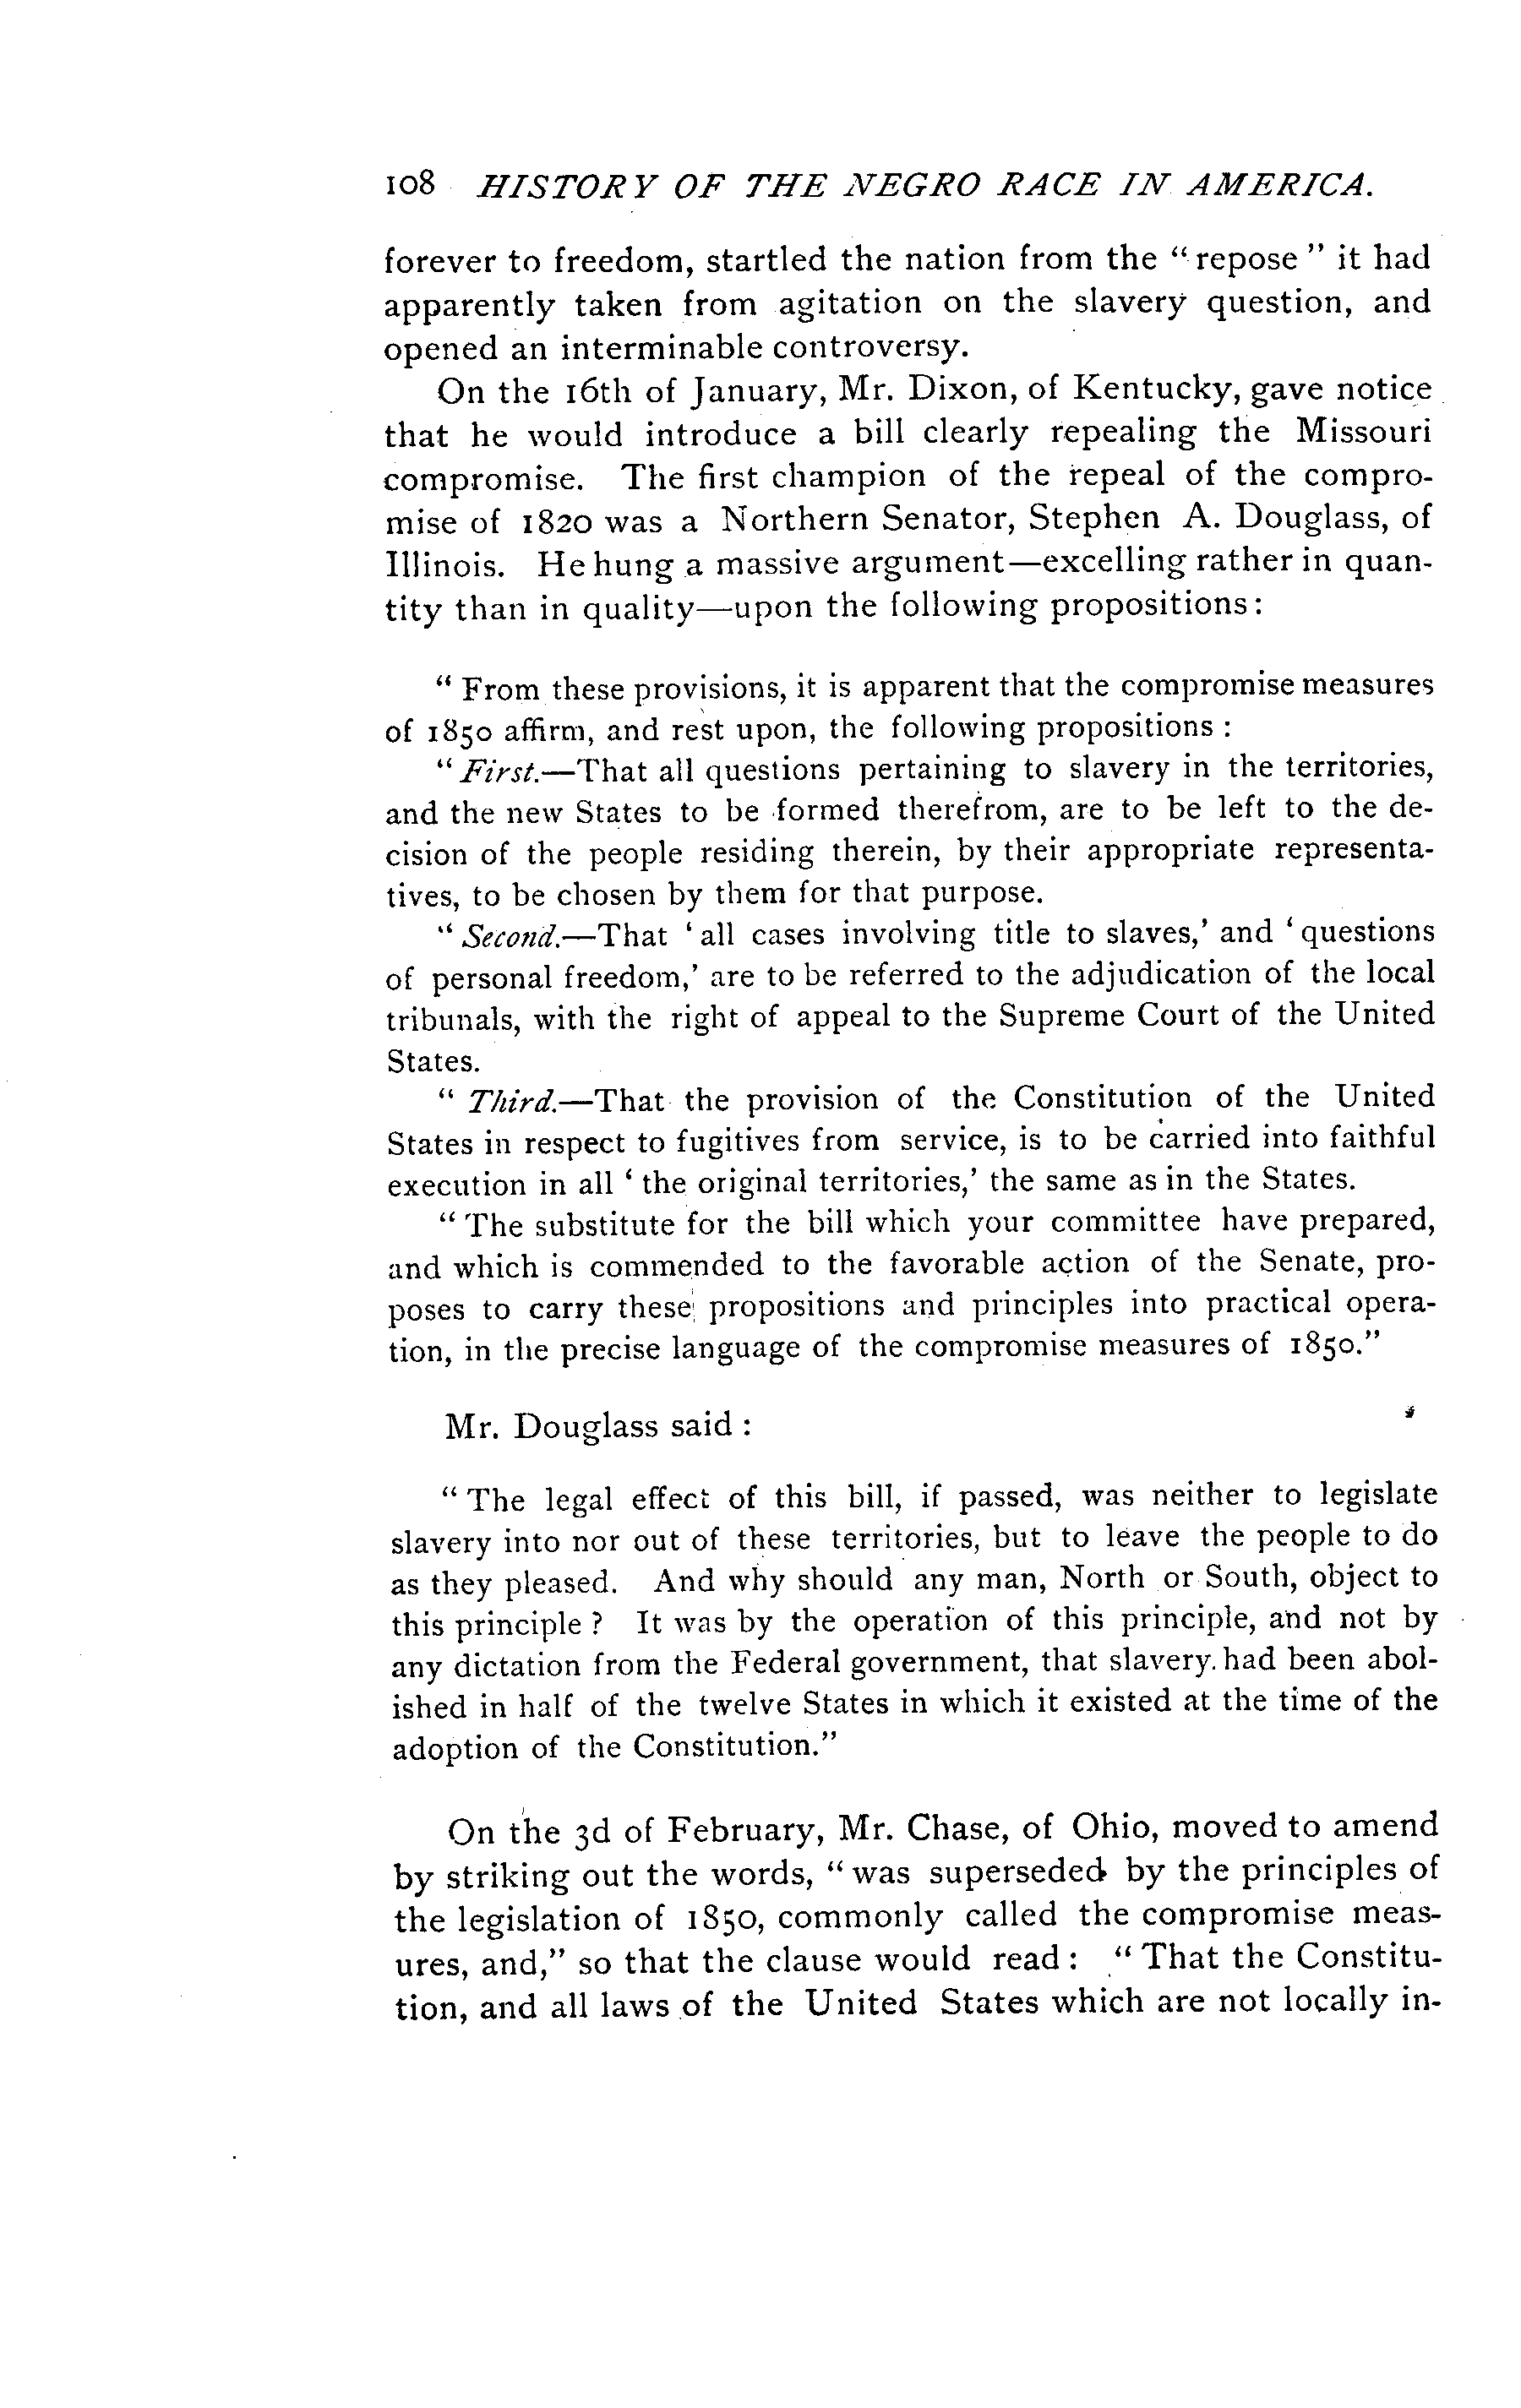 108 HISTORY OF THE NEGRO RACE IN AMERICA.
forever to freedom, startled the nation from the “repose” it had
apparently taken from agitation on the slavery question, and
opened an interminable controversy.
On the 16th of January, Mr. Dixon, of Kentucky, gave notice
that he would introduce a bill clearly repealing the Missouri
compromise. The first champion of the repeal of the compro-
mise of 1820 was a Northern Senator, Stephen A. Douglass, of
Illinois. He hung a massive argument—excelling rather in quan-
tity than in quality—upon the following propositions:
“From these provisions, it is apparent that the compromise measures
of 1850 affirm, and rest upon, the following propositions :
“First.—That all questions pertaining to slavery in the territories,
and the new States to be formed therefrom, are to be left to the de-
cision of the people residing therein, by their appropriate representa-
tives, to be chosen by them for that purpose.
“Second.—That ‘all cases involving title to slaves,’ and ‘questions
of personal freedom,’ are to be referred to the adjudication of the local
tribunals, with the right of appeal to the Supreme Court of the United
States.
“Third.—That the provision of the Constitution of the United
States in respect to fugitives from service, is to be carried into faithful
execution in all ‘the original territories,’ the same as in the States.
“The substitute for the bill which your committee have prepared,
and which is commended to the favorable action of the Senate, pro-
poses to carry these propositions and principles into practical opera-
tion, in the precise language of the compromise measures of 1850.”
Mr. Douglass said :
“The legal effect of this bill, if passed, was neither to legislate
slavery into nor out of these territories, but to leave the people to do
as they pleased. And why should any man, North or South, object to
this principle ? It was by the operation of this principle, and not by
any dictation from the Federal government, that slavery had been abol-
ished in half of the twelve States in which it existed at the time of the
adoption of the Constitution.”
On the 3d of February, Mr. Chase, of Ohio, moved to amend
by striking out the words, “was superseded by the principles of
the legislation of 1850, commonly called the compromise meas-
ures, and,” so that the clause would read : “That the Constitu-
tion, and all laws of the United States which are not locally in-